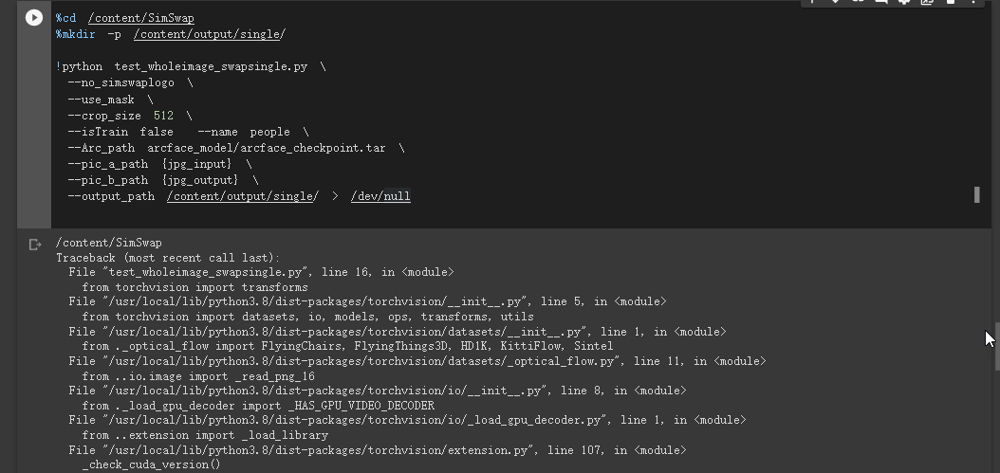 %cd /content/SimSwap
%mkdir -p /content/output/single/
!python test_wholeimage_swapsingle.py \
--no_simswaplogo \
--use_mask \
--crop_size 512 \
--isTrain false --name people \
--Arc_path arcface_model/arcface_checkpoint.tar \
--pic_a_path {jpg_input} \
--pic_b_path {jpg_output} \
--output_path /content/output/single/ > /dev/null
/content/SimSwap
Traceback (most recent call last):
File "test_wholeimage_swapsingle.py", line 16, in <module>
from torchvision import transforms
File "/usr/local/lib/python3.8/dist-packages/torchvision/__init__.py", line 5, in <module>
from torchvision import datasets, io, models, ops, transforms, utils
File "/usr/local/lib/python3.8/dist-packages/torchvision/datasets/__init__.py", line 1, in <module>
from ._optical_flow import FlyingChairs, FlyingThings3D, HD1K, KittiFlow, Sintel
File "/usr/local/lib/python3.8/dist-packages/torchvision/datasets/_optical_flow.py", line 11, in <module>
from ..io.image import _read_png_16
File "/usr/local/lib/python3.8/dist-packages/torchvision/io/__init__.py", line 8, in <module>
from ._load_gpu_decoder import _HAS_GPU_VIDEO_DECODER
File "/usr/local/lib/python3.8/dist-packages/torchvision/io/_load_gpu_decoder.py", line 1, in <module>
from ..extension import _load_library
File "/usr/local/lib/python3.8/dist-packages/torchvision/extension.py", line 107, in <module>
_check_cuda_version()